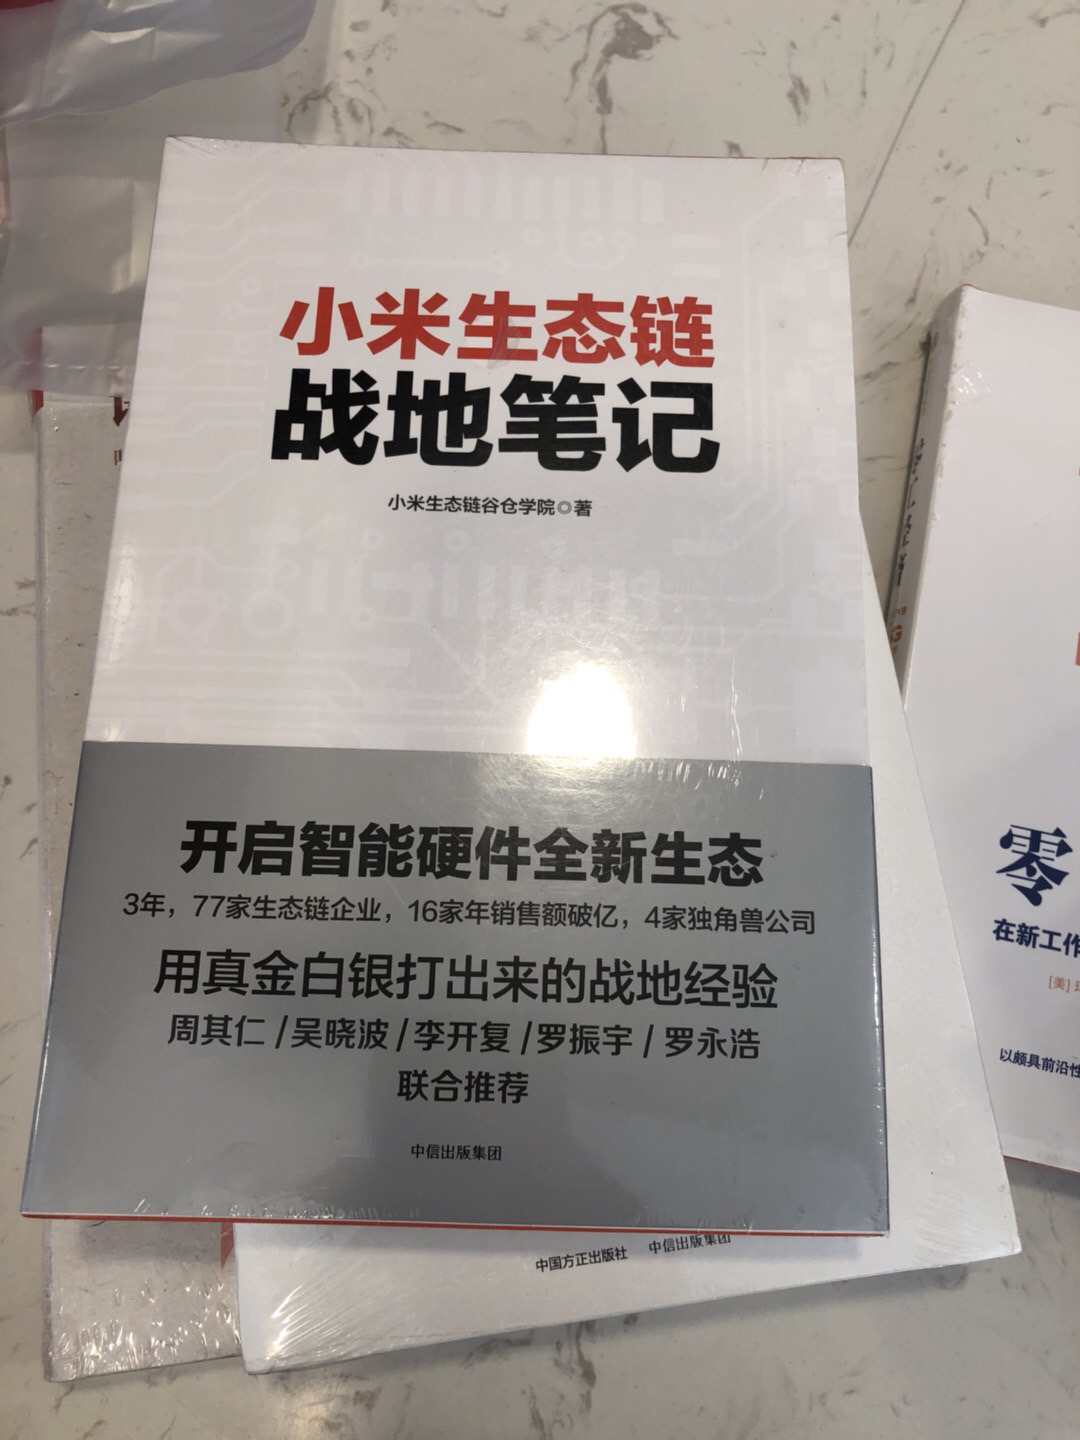 小米生态链
战地笔记
小米生态链谷仓学院◎著
开启智能硬件全新生态
3年，77家生态链企业，16家年销售额破亿，4家独角兽公司
用真金白银打出来的战地经验
周其仁/吴晓波/李开复/罗振宇/罗永浩
联合推荐
中信出版集团
中国方正出版社 中信出版集团
零
在新工作
[美]
以颇具前沿性